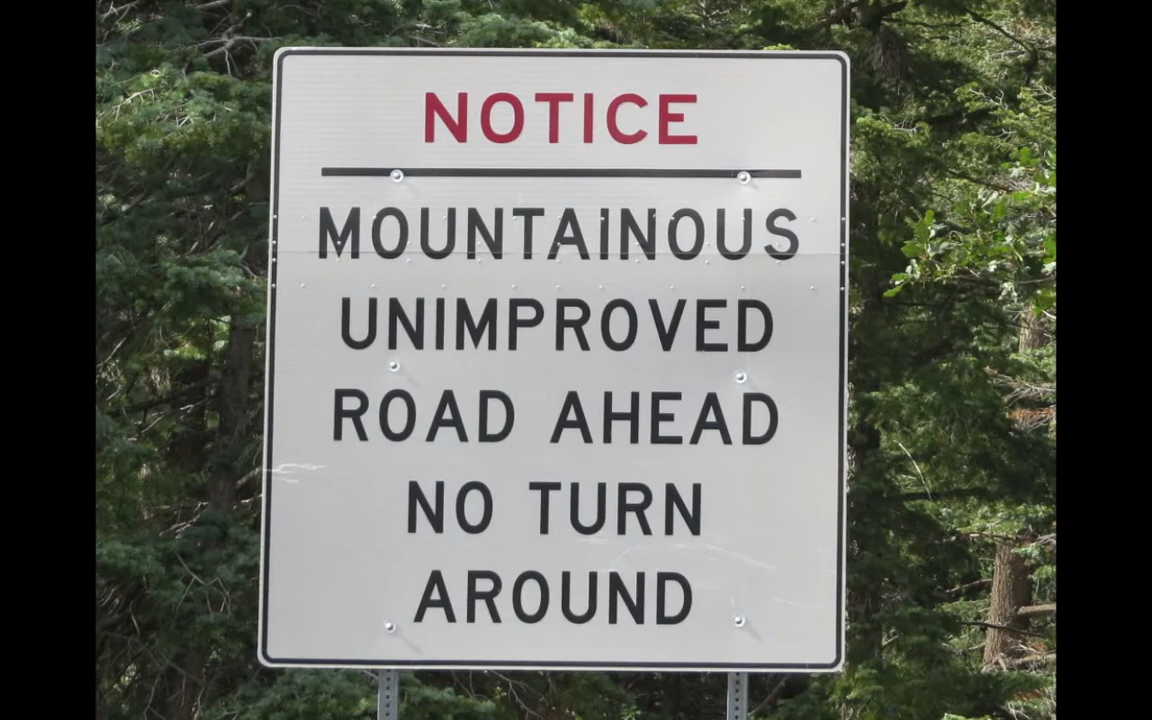 NOTICE
MOUNTAINOUS
UNIMPROVED
ROAD AHEAD
NO TURN
AROUND